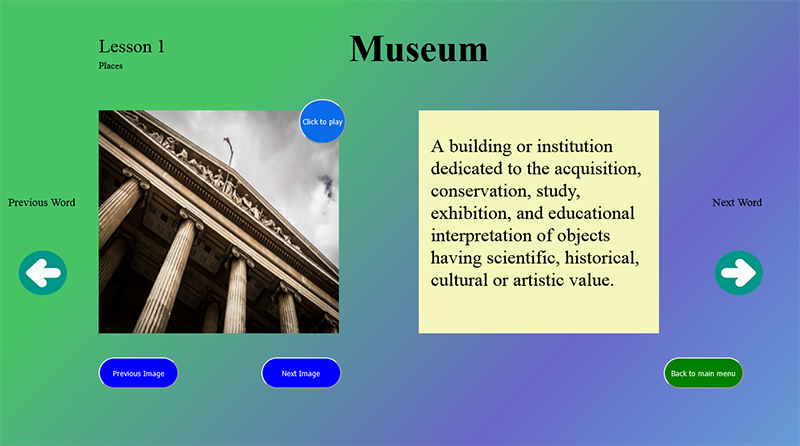 Lesson 1
Places
Museum
Click to play
A building or institution
dedicated to the acquisition,
conservation, study,
exhibition, and educational
interpretation of objects
having scientific, historical,
cultural or artistic value.
Previous Word
Next Word
Previous Image
Next Image
Back to main menu